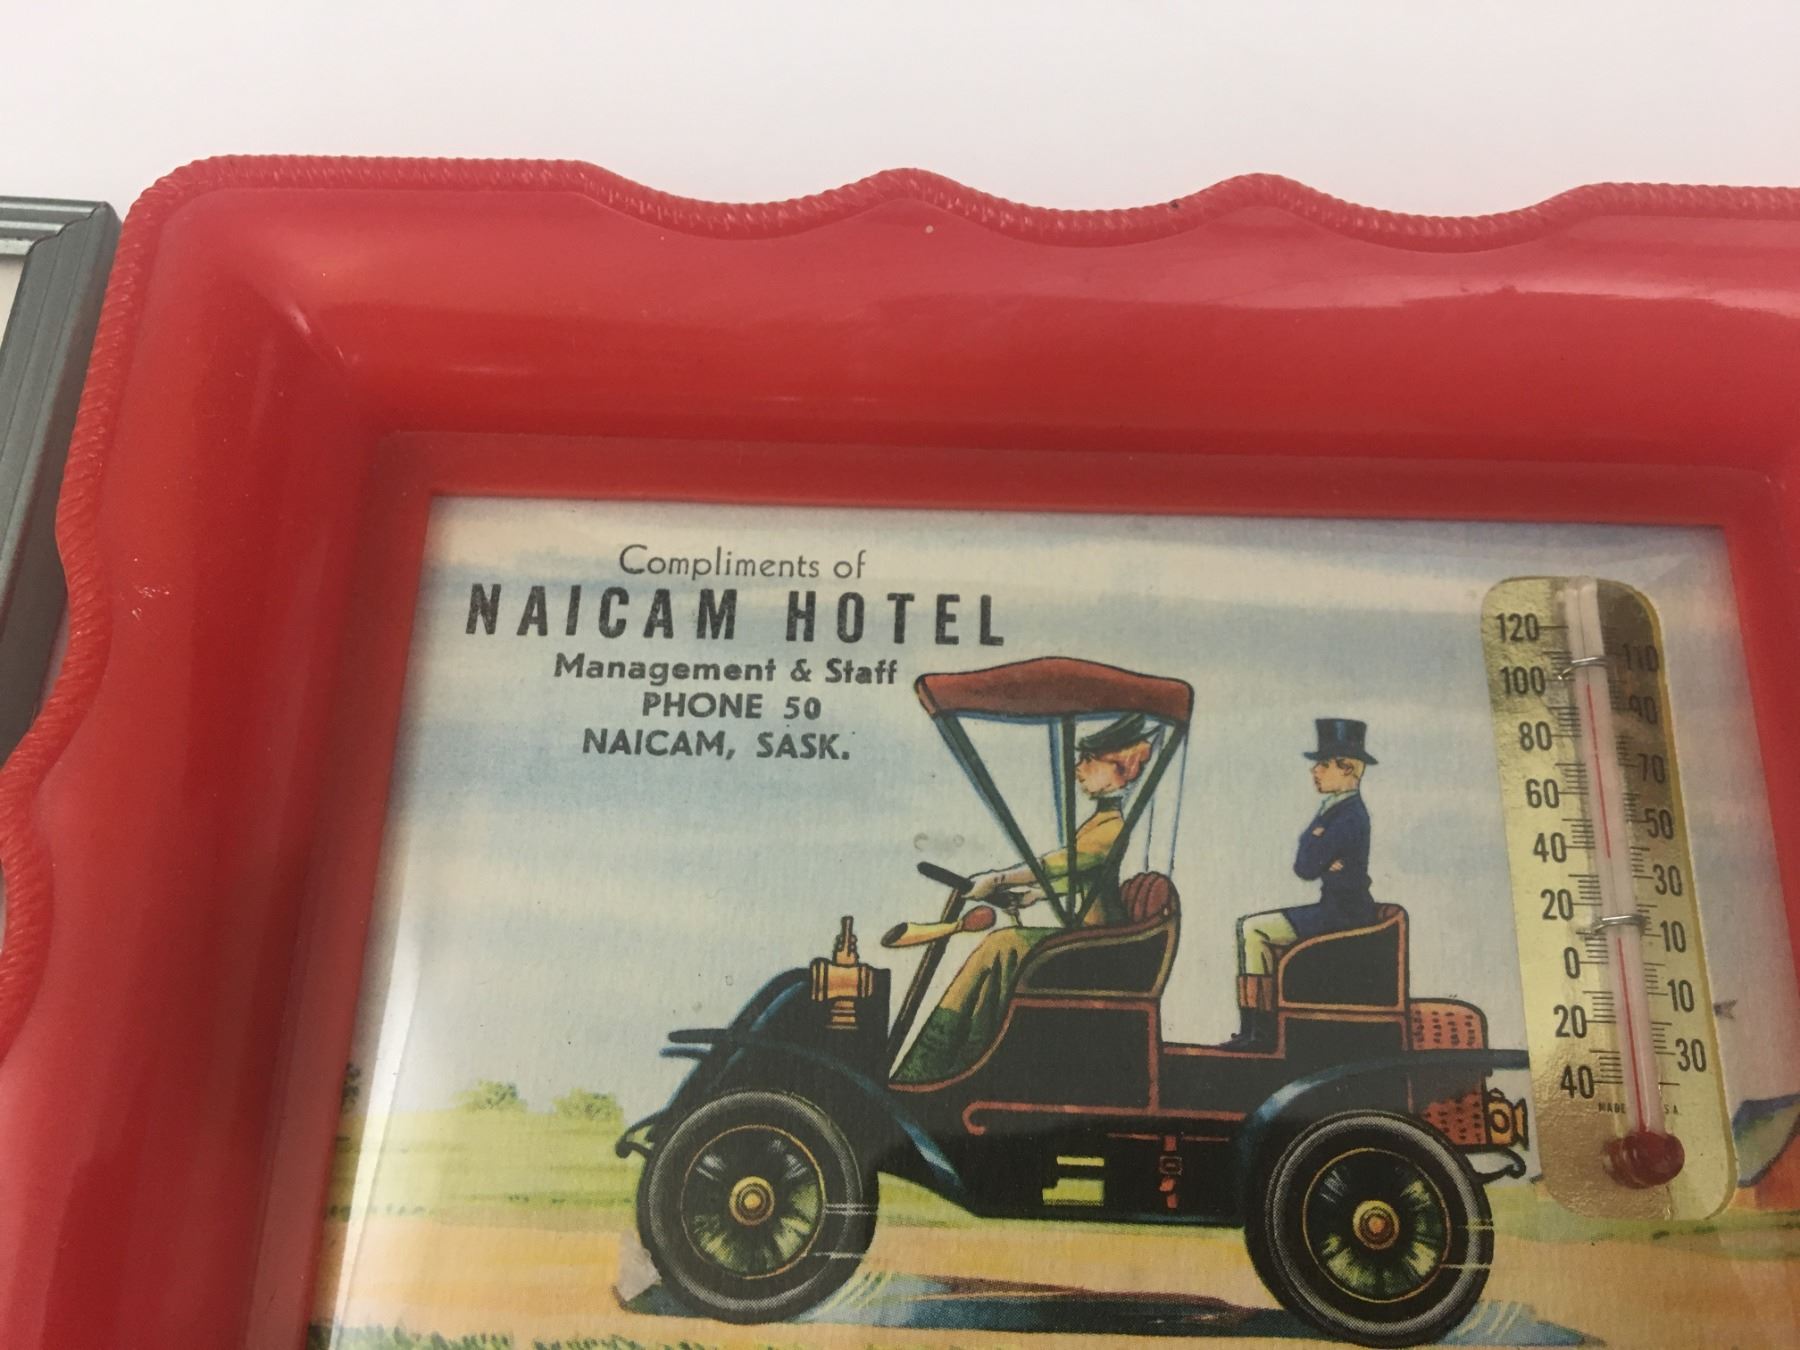 Compliments of
NAICAM HOTEL
Management & Staff
PHONE 50
NAICAM, SASK.
120
110
100
90
80
70
60
50
40
30
20
10
0
10
20
30
40
MADE
S A.